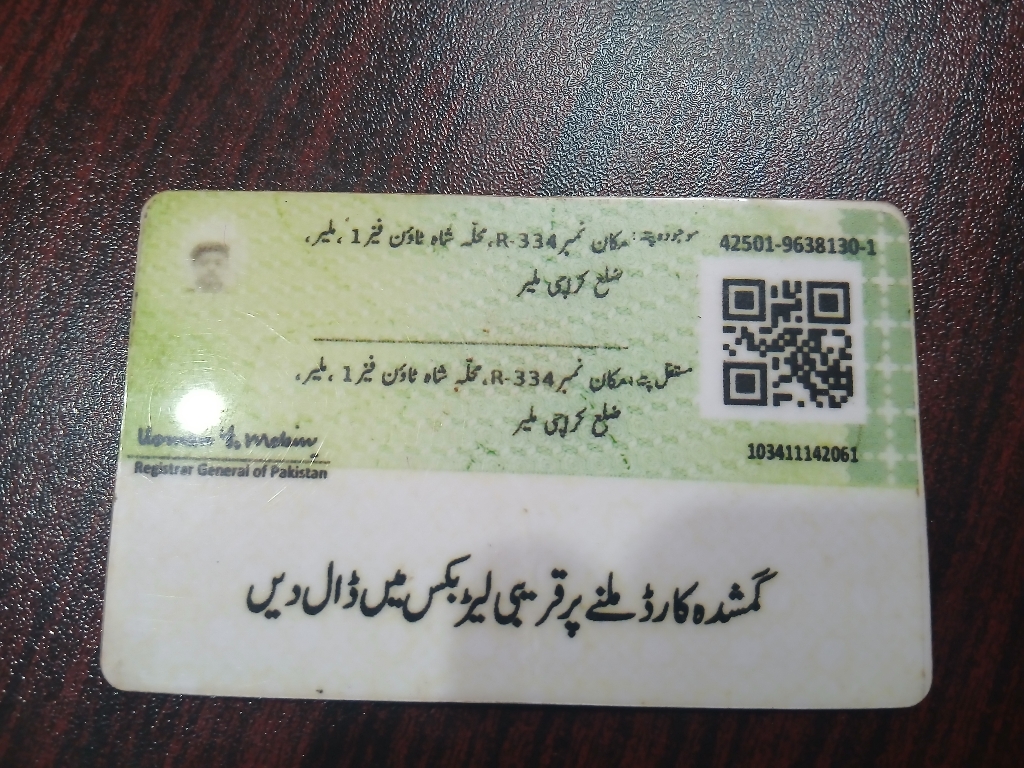 موجودہ پتہ: مکان نمبر R-334، محلہ شاہ ٹاؤن فیز 1، ملیر،
ضلع کراچی ملیر
42501-9638130-1
مستقل پتہ: مکان نمبر R-334، محلہ شاہ ٹاؤن فیز 1، ملیر،
ضلع کراچی ملیر
103411142061
Registrar General of Pakistan
گمشدہ کارڈ ملنے پر قریبی لیٹر بکس میں ڈال دیں